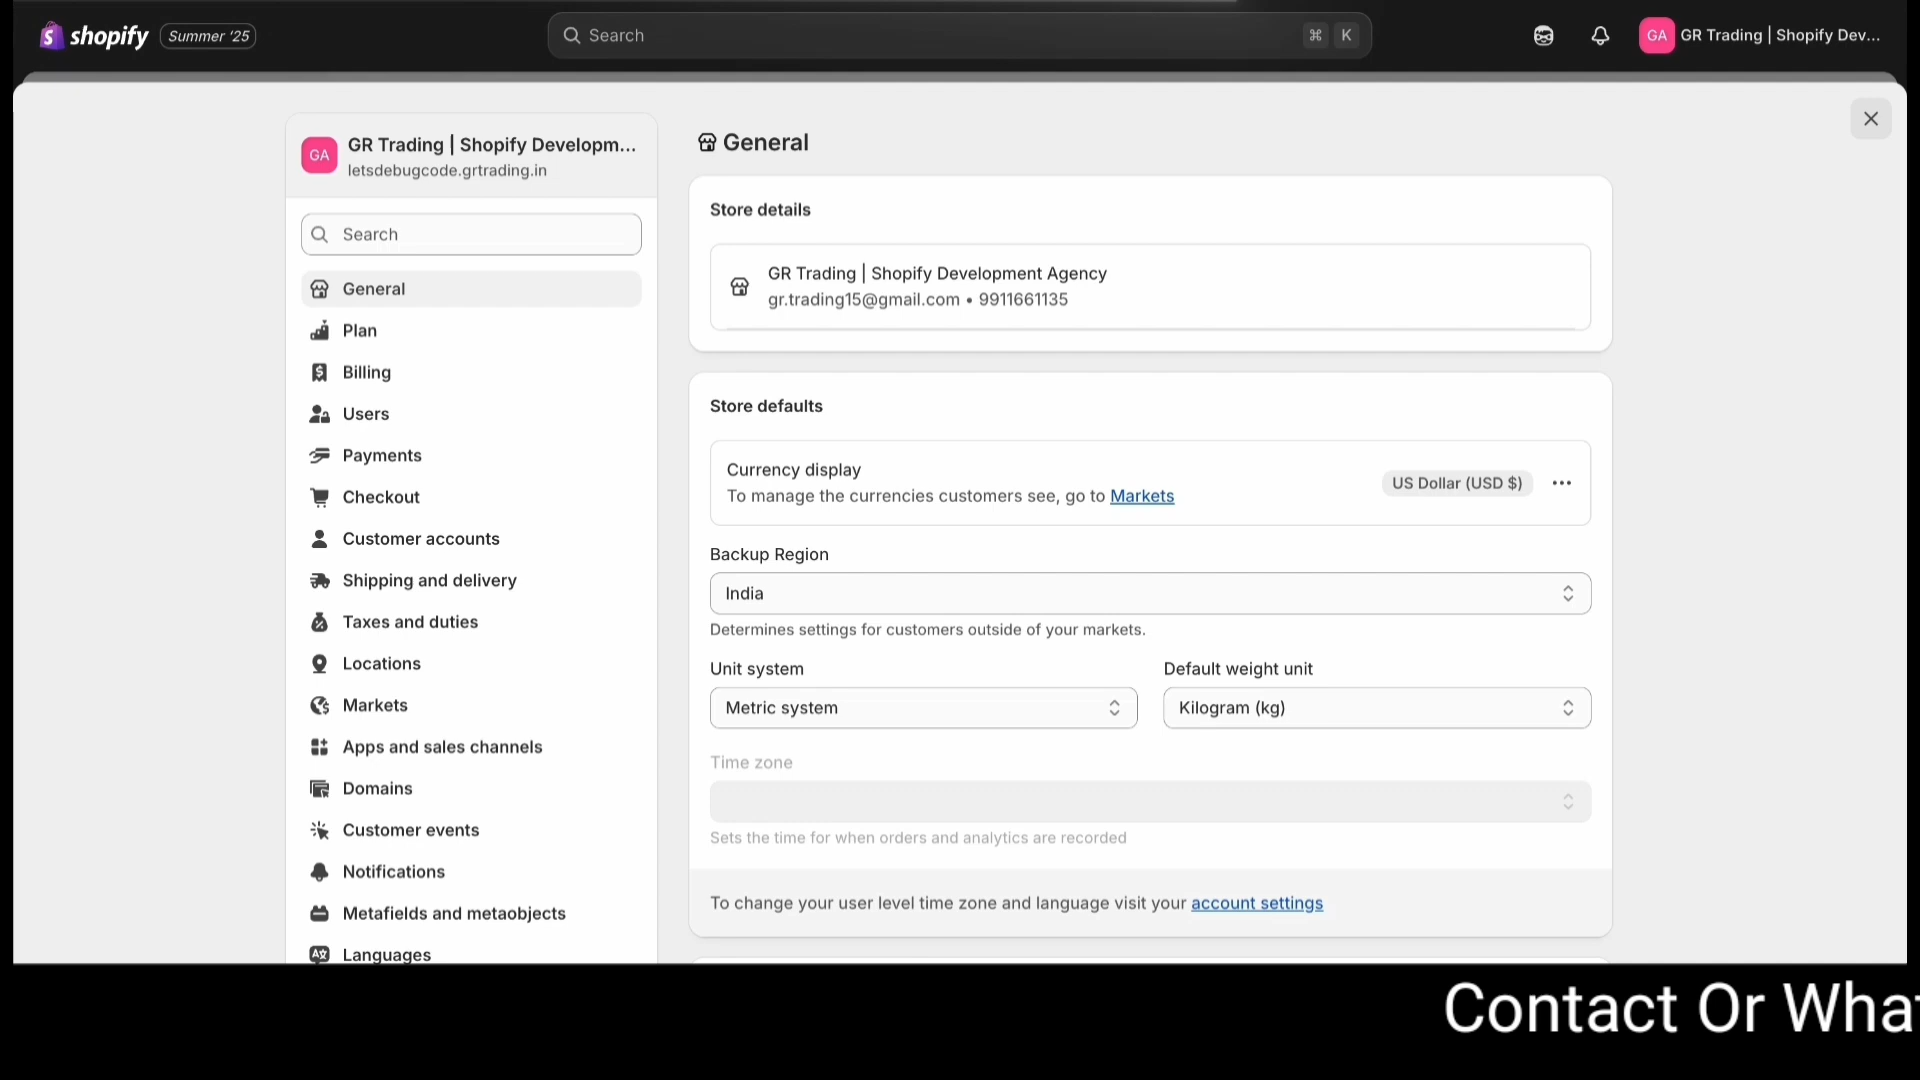 shopify Summer '25
Search
⌘ K
GA GR Trading | Shopify Dev...
GA
GR Trading | Shopify Developm...
letsdebugcode.grtrading.in
Search
General
Plan
Billing
Users
Payments
Checkout
Customer accounts
Shipping and delivery
Taxes and duties
Locations
Markets
Apps and sales channels
Domains
Customer events
Notifications
Metafields and metaobjects
Languages
General
Store details
GR Trading | Shopify Development Agency
gr.trading15@gmail.com • 9911661135
Store defaults
Currency display
To manage the currencies customers see, go to Markets
US Dollar (USD $)
Backup Region
India
Determines settings for customers outside of your markets.
Unit system
Default weight unit
Metric system
Kilogram (kg)
Time zone
Sets the time for when orders and analytics are recorded
To change your user level time zone and language visit your account settings
Contact Or What